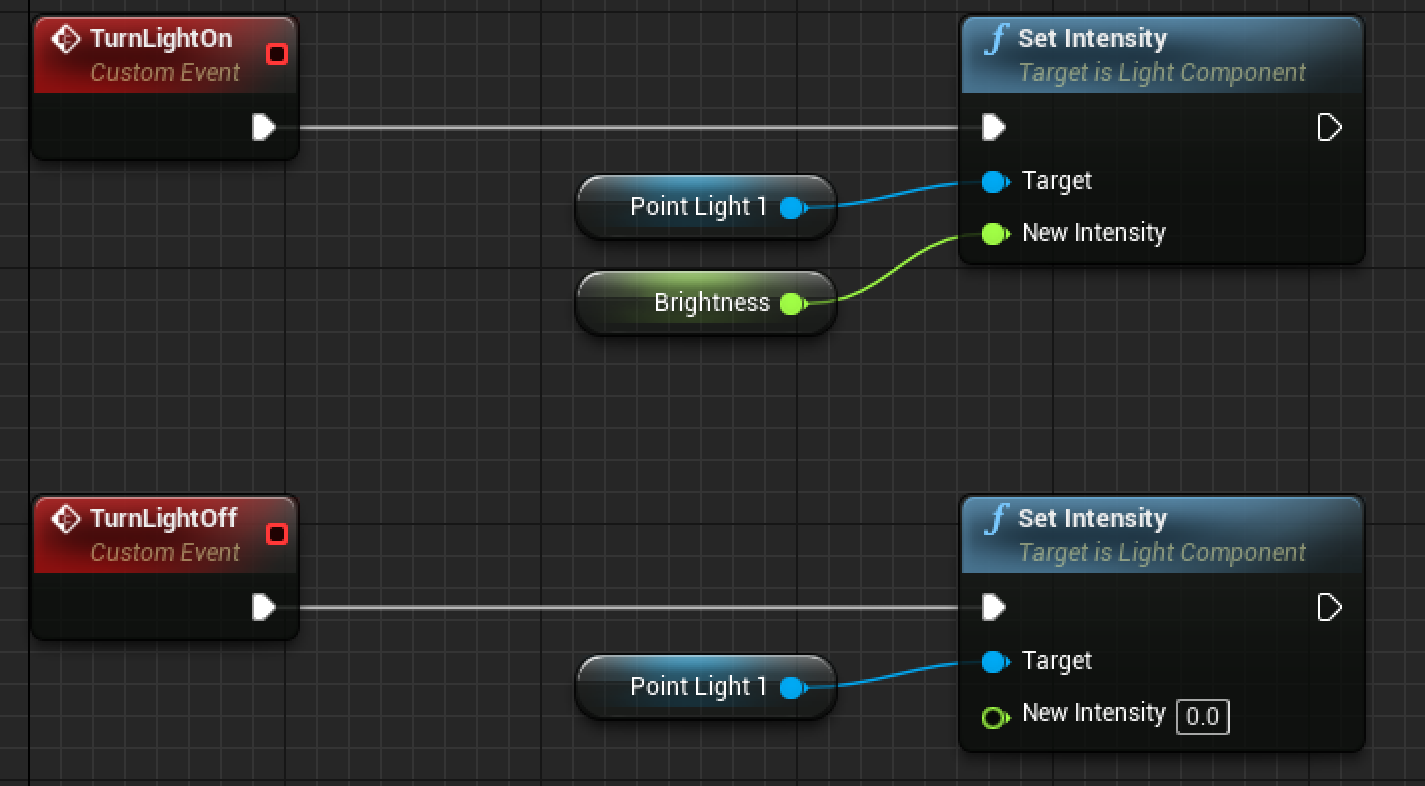 TurnLightOn
Custom Event
Set Intensity
Target is Light Component
Target
Point Light 1
New Intensity
Brightness
TurnLightOff
Custom Event
Set Intensity
Target is Light Component
Target
Point Light 1
New Intensity 0.0